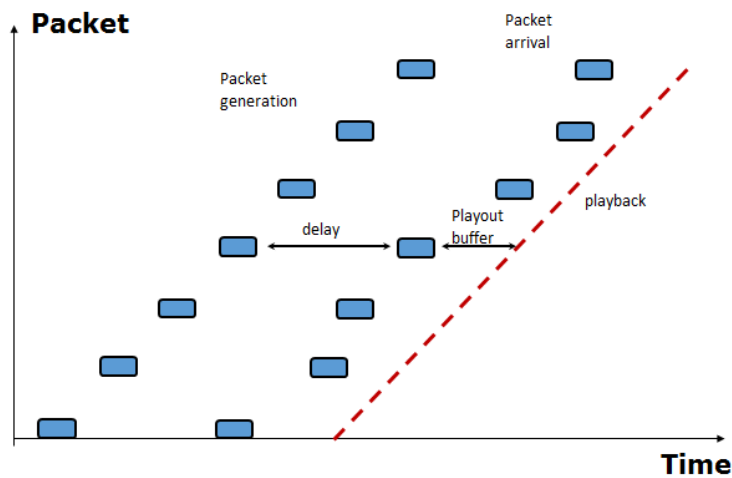 Packet
Packet
arrival
Packet
generation
playback
Playout
buffer
delay
Time